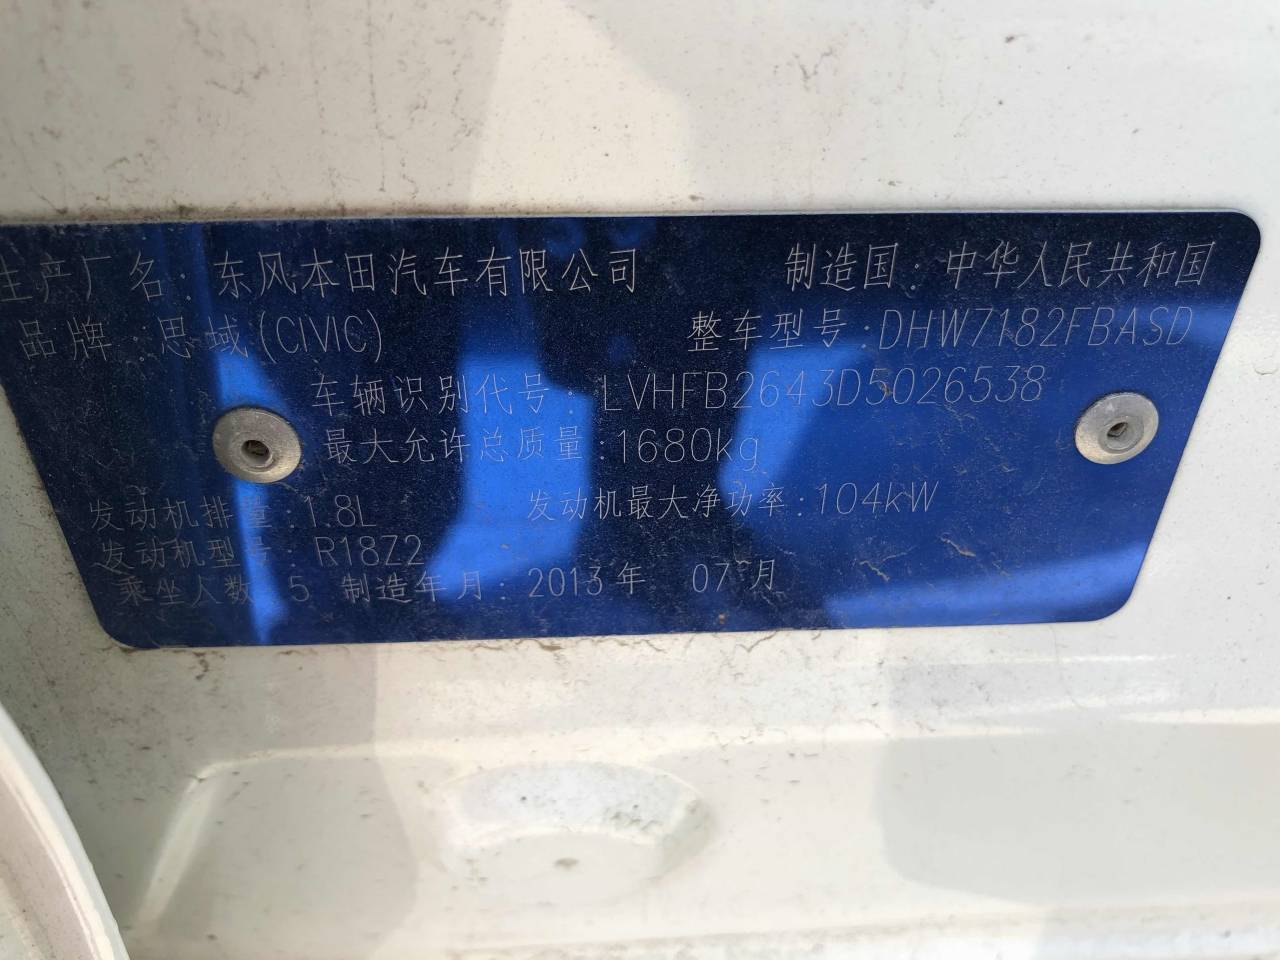 生产厂名：东风本田汽车有限公司 制造国：中华人民共和国
品牌：思域(CIVIC) 整车型号：DHW7182FBASD
车辆识别代号：LVHFB2643D5026538
最大允许总质量：1680kg
发动机排量：1.8L 发动机最大净功率：104kW
发动机型号：R18Z2
乘坐人数 5 制造年月：2013年 07月